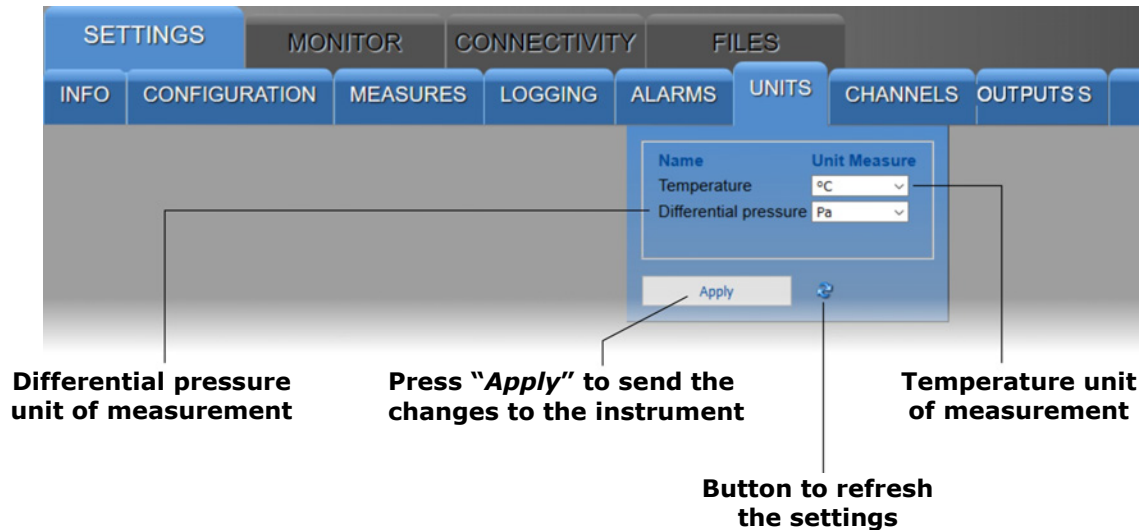 SETTINGS MONITOR CONNECTIVITY FILES
INFO CONFIGURATION MEASURES LOGGING ALARMS UNITS CHANNELS OUTPUTS S
Name Unit Measure
Temperature ºC
Differential pressure Pa
Apply
Differential pressure
unit of measurement
Press “Apply” to send the
changes to the instrument
Temperature unit
of measurement
Button to refresh
the settings